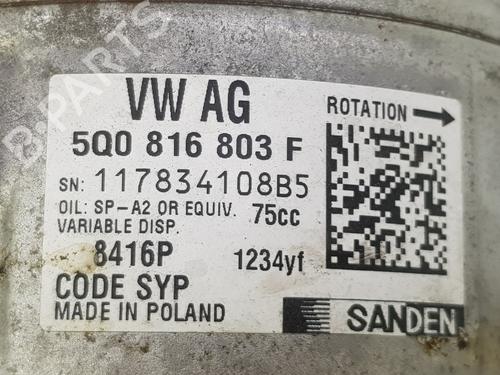 VW AG
ROTATION
5Q0 816 803 F
SN: 117834108B5
OIL: SP-A2 OR EQUIV. 75cc
VARIABLE DISP.
8416P 1234yf
CODE SYP
MADE IN POLAND
SANDEN
B-PARTS